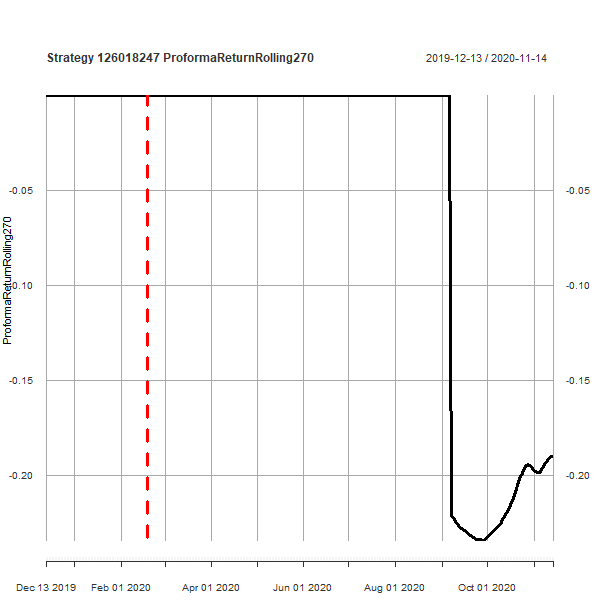 Strategy 126018247 ProformaReturnRolling270
2019-12-13 / 2020-11-14
-0.05 -0.05
-0.10 -0.10
-0.15 -0.15
-0.20 -0.20
ProformaReturnRolling270
Dec 13 2019 Feb 01 2020 Apr 01 2020 Jun 01 2020 Aug 01 2020 Oct 01 2020